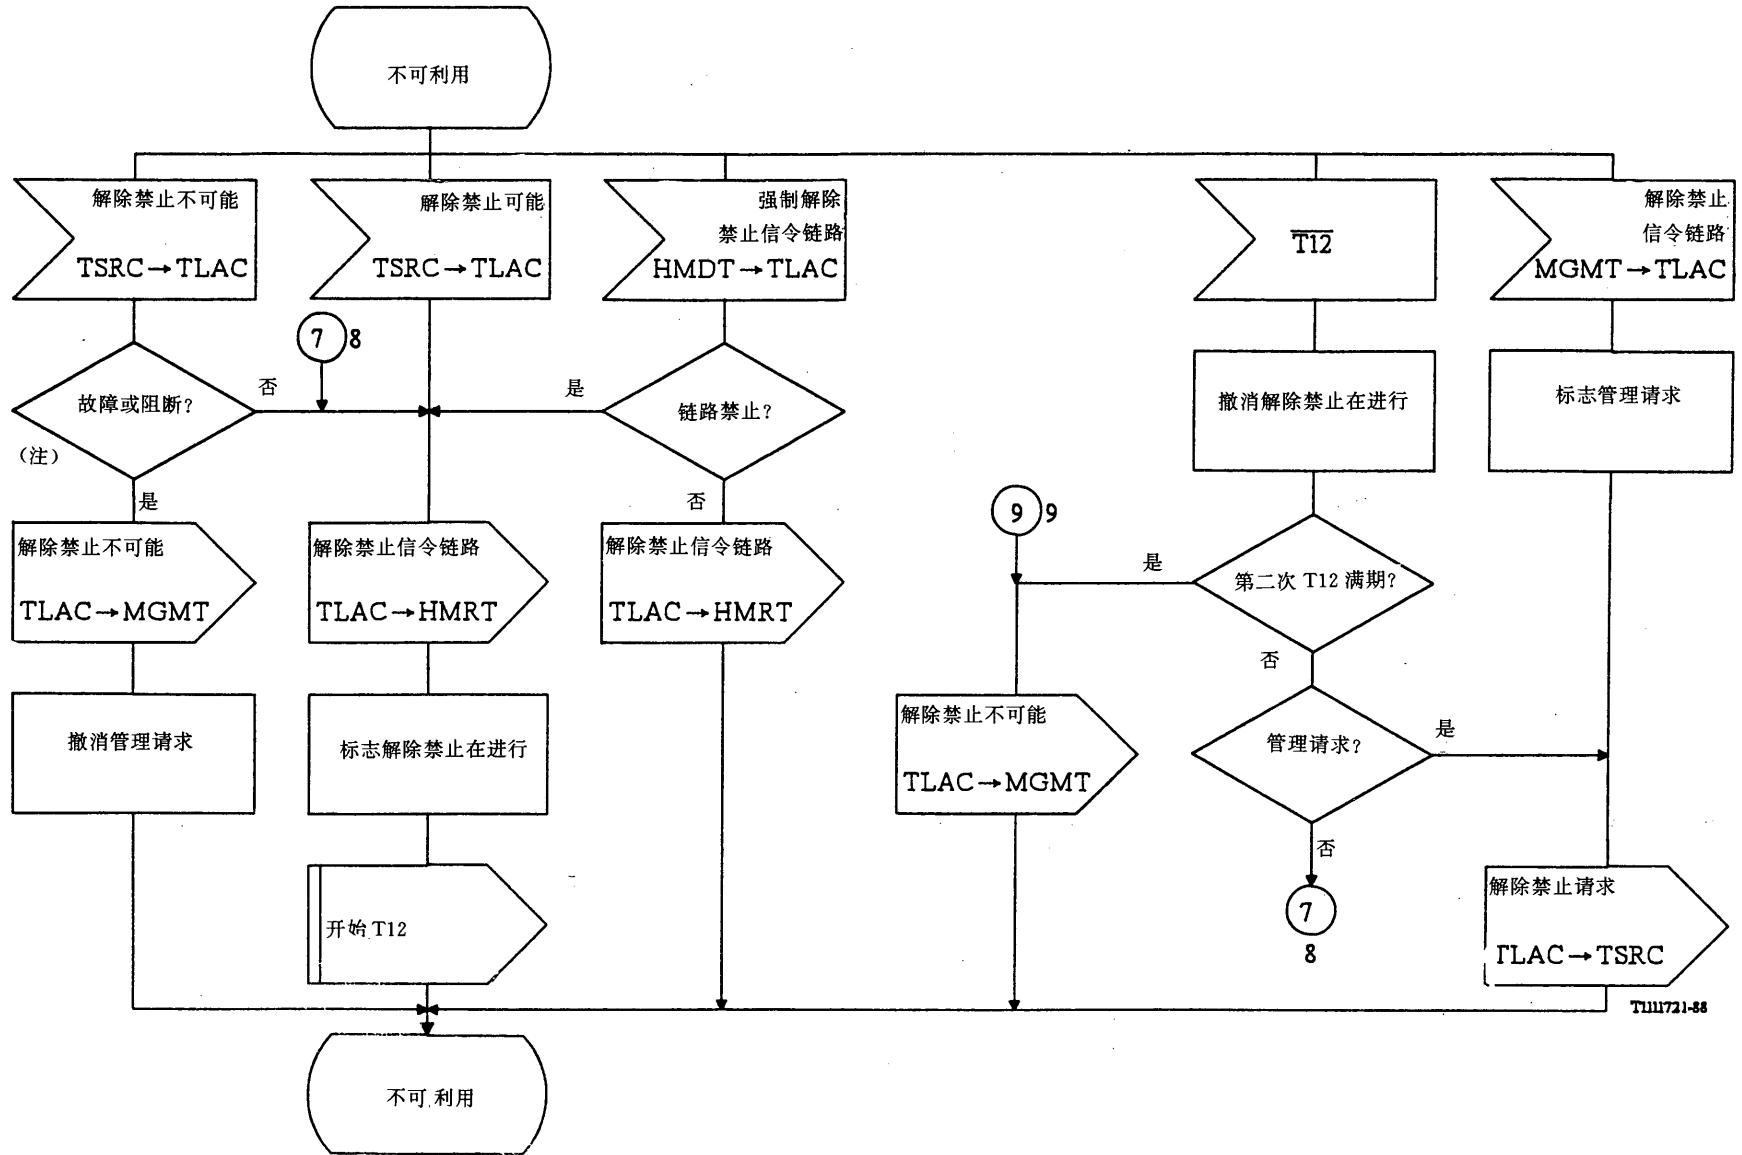 不可利用
解除禁止不可能
TSRC→TLAC
解除禁止可能
TSRC→TLAC
强制解除
禁止信令链路
HMDT→TLAC
T12
解除禁止
信令链路
MGMT→TLAC
7 8
故障或阻断?
(注)
否
是
链路禁止?
是
否
撤消解除禁止在进行
标志管理请求
解除禁止不可能
TLAC→MGMT
解除禁止信令链路
TLAC→HMRT
解除禁止信令链路
TLAC→HMRT
9 9
是
第二次 T12 满期?
否
撤消管理请求
标志解除禁止在进行
解除禁止不可能
TLAC→MGMT
管理请求?
是
否
开始 T12
7
8
解除禁止请求
TLAC→TSRC
T1111721-88
不可利用